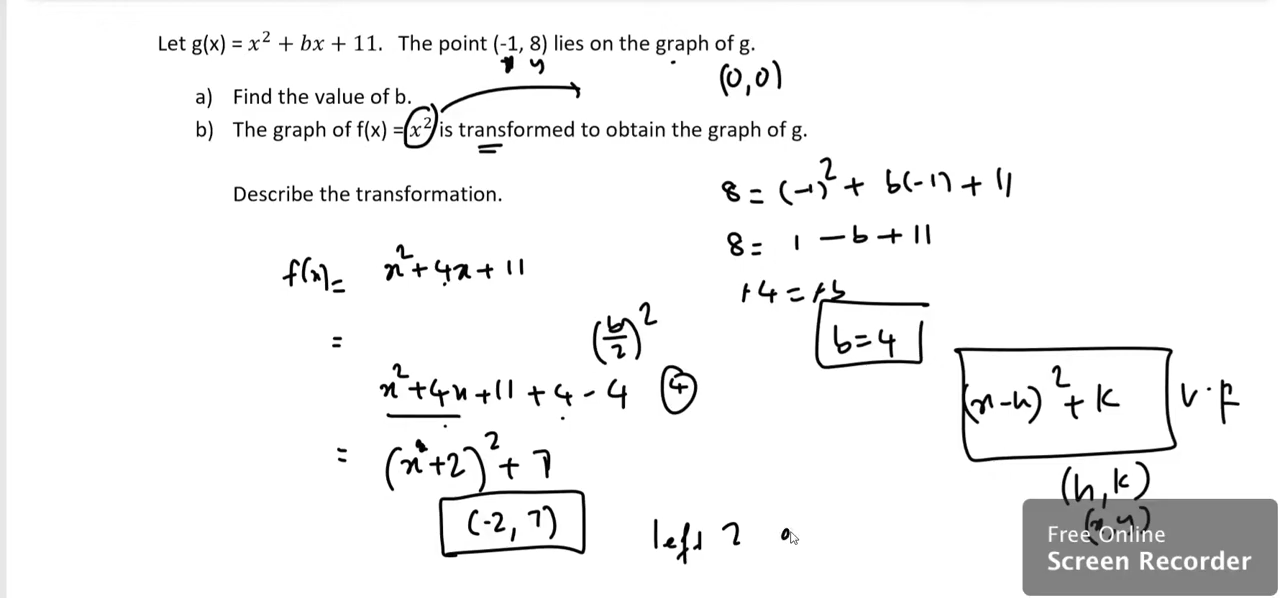 Let g(x) = x² + bx + 11. The point (-1, 8) lies on the graph of g.
x y
(0,0)
a) Find the value of b.
b) The graph of f(x) = x² is transformed to obtain the graph of g.
Describe the transformation.
8 = (-1)² + b(-1) + 11
8 = 1 - b + 11
+4 = +b
b=4
f(x)= x²+4x+11
=
(b/2)²
x²+4x+11+4-4 4
= (x+2)²+7
(-2, 7)
left 2
(x-h)²+k v.f
(h,k)
(x,y)
Free Online
Screen Recorder